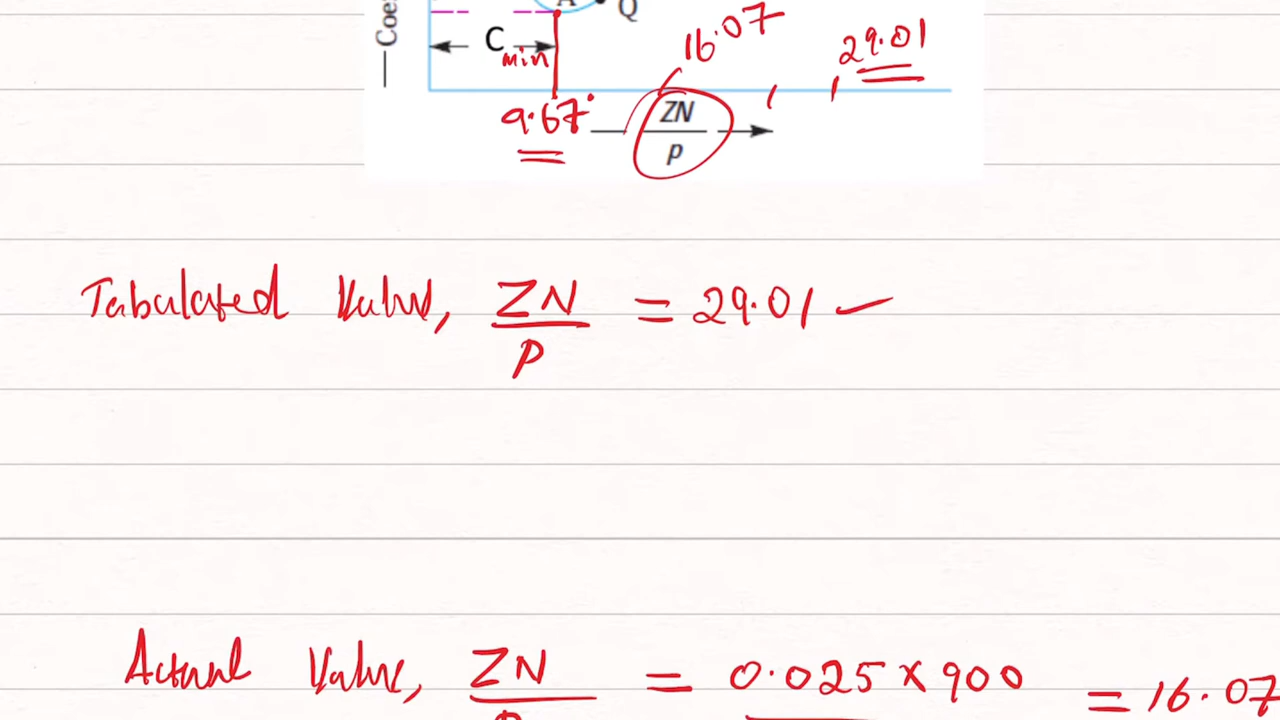 Coe
A
Q
C min
16.07
29.01
9.67
ZN
p
Tabulated Value, ZN = 29.01
P
Actual Value, ZN = 0.025 × 900 = 16.07